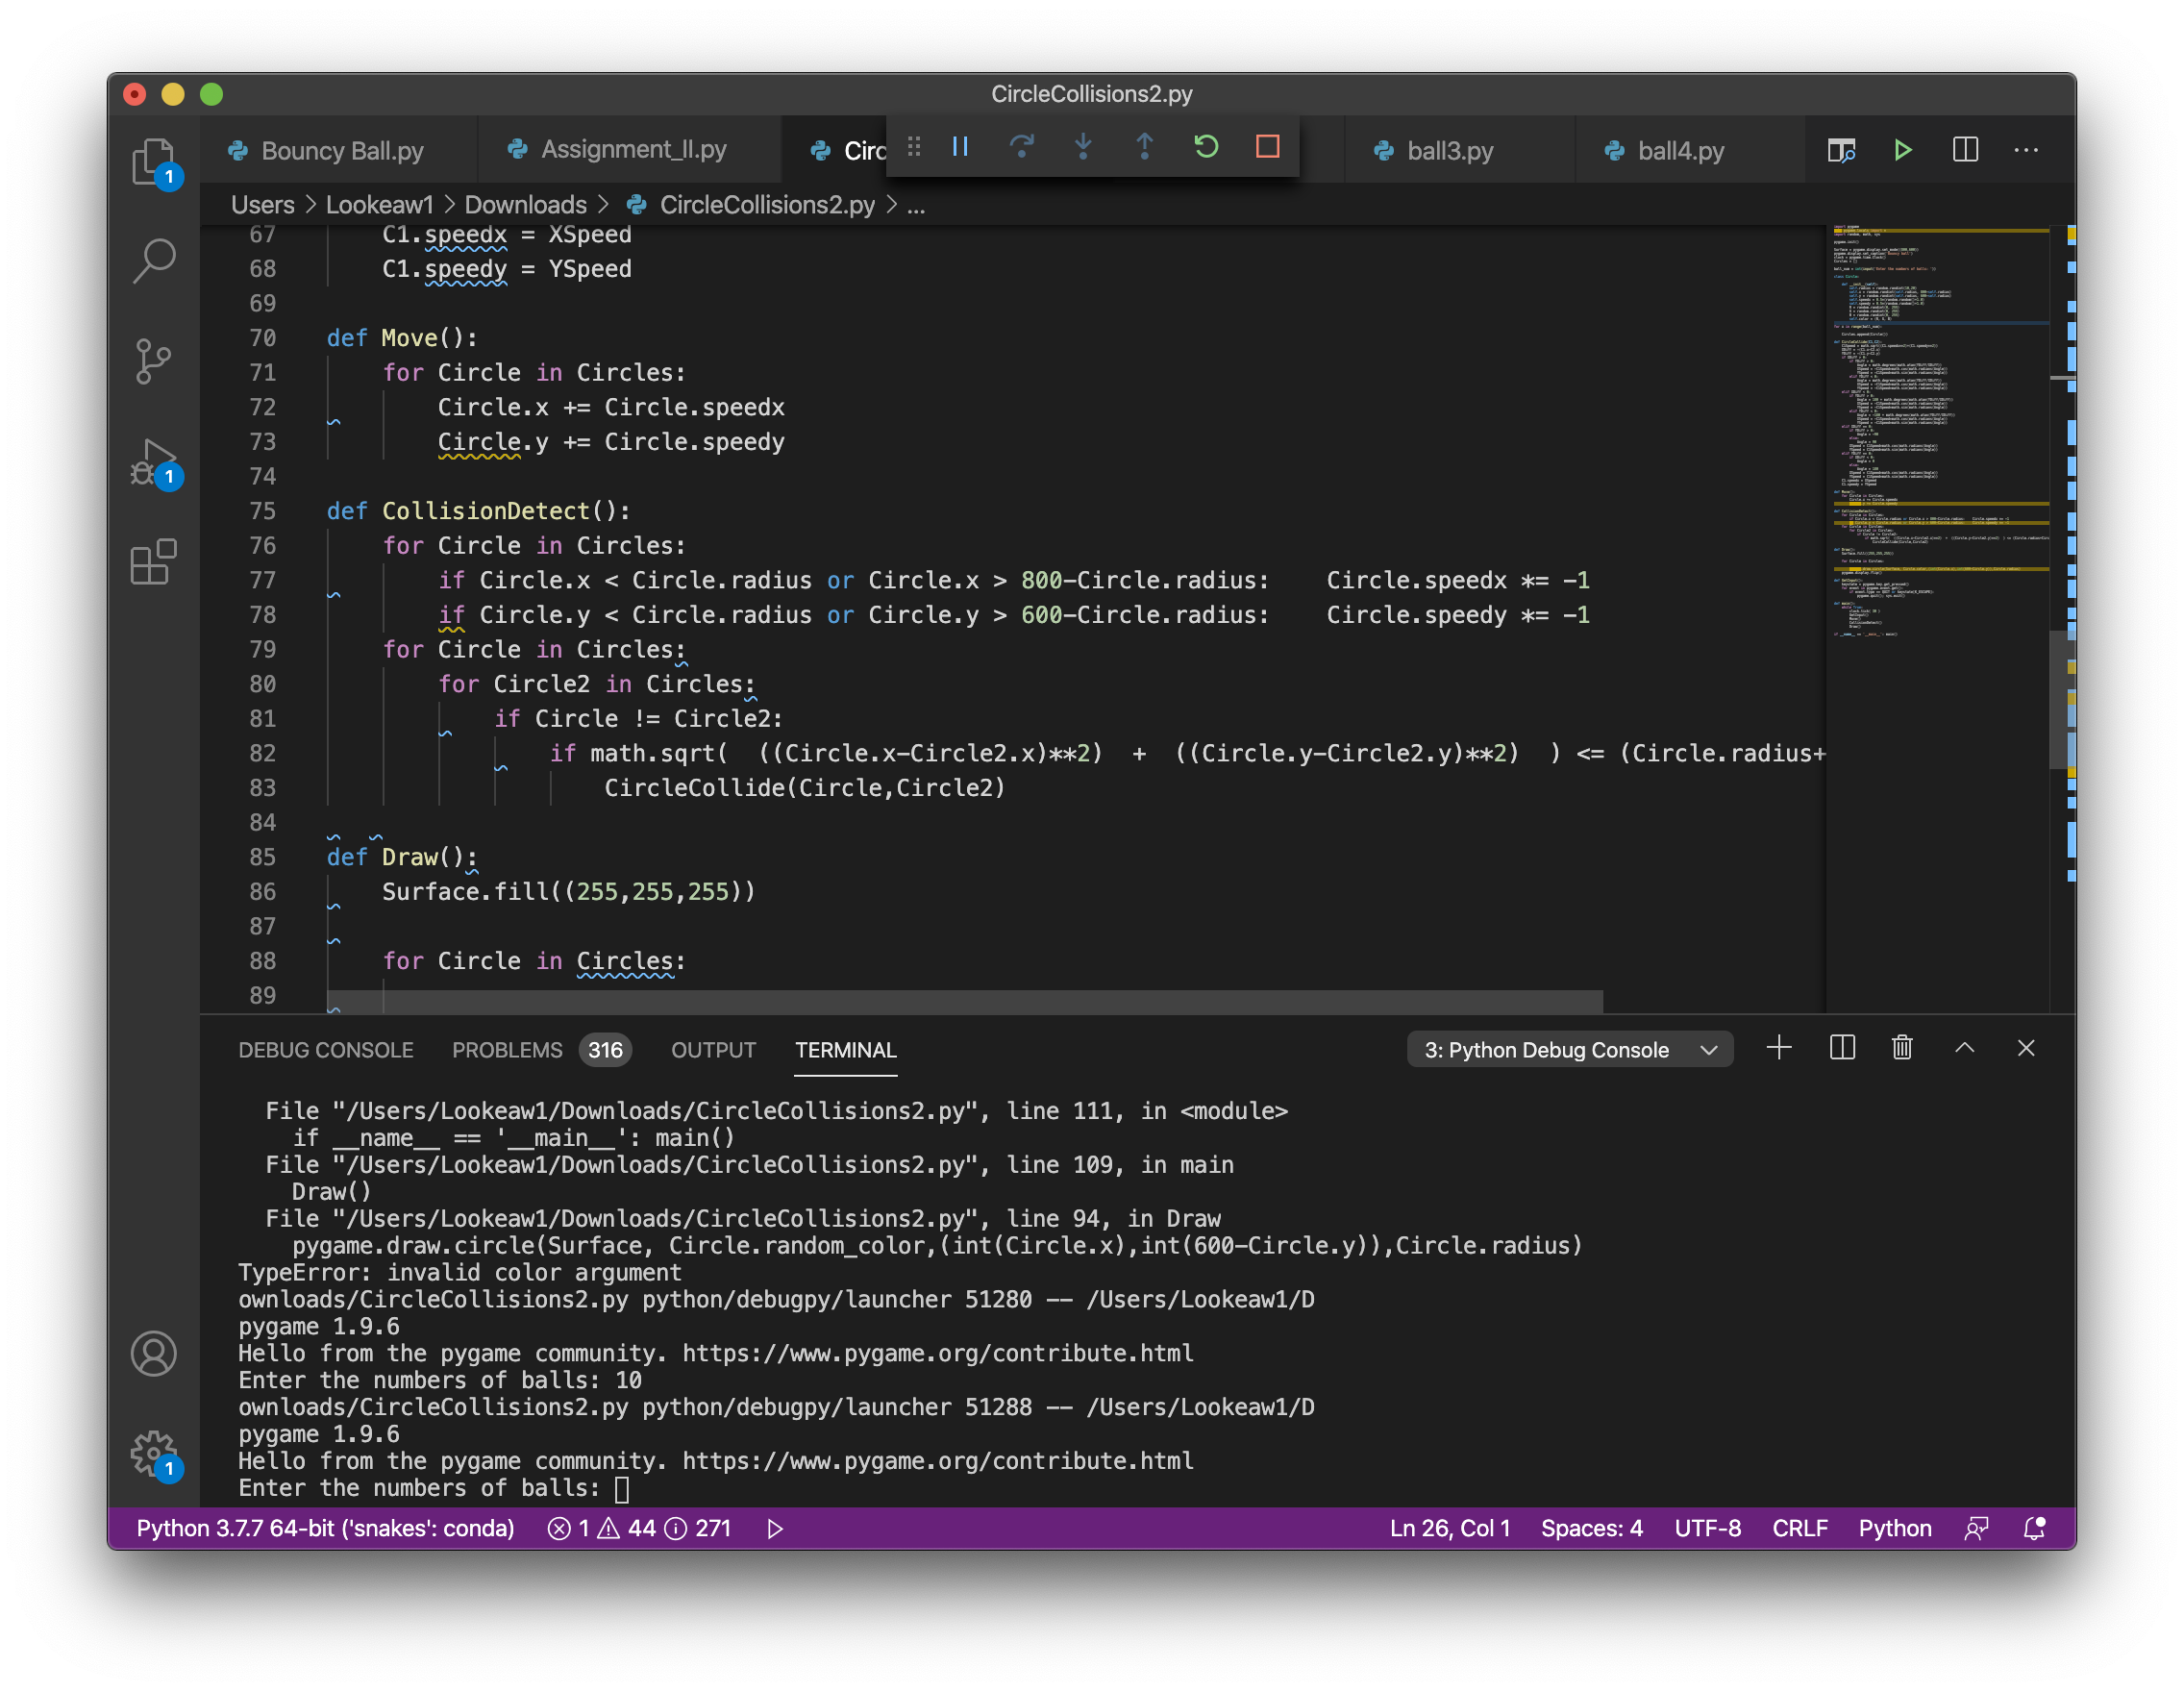 CircleCollisions2.py
Bouncy Ball.py
Assignment_II.py
Circ
ball3.py
ball4.py
Users > Lookeaw1 > Downloads > CircleCollisions2.py > ...
67 C1.speedx = XSpeed
68 C1.speedy = YSpeed
69
70 def Move():
71 for Circle in Circles:
72 Circle.x += Circle.speedx
73 Circle.y += Circle.speedy
74
75 def CollisionDetect():
76 for Circle in Circles:
77 if Circle.x < Circle.radius or Circle.x > 800-Circle.radius:    Circle.speedx *= -1
78 if Circle.y < Circle.radius or Circle.y > 600-Circle.radius:    Circle.speedy *= -1
79 for Circle in Circles:
80 for Circle2 in Circles:
81 if Circle != Circle2:
82 if math.sqrt(  ((Circle.x-Circle2.x)**2)  +  ((Circle.y-Circle2.y)**2)  ) <= (Circle.radius+
83 CircleCollide(Circle,Circle2)
84
85 def Draw():
86 Surface.fill((255,255,255))
87
88 for Circle in Circles:
89
1
1
1
DEBUG CONSOLE PROBLEMS 316 OUTPUT TERMINAL 3: Python Debug Console
File "/Users/Lookeaw1/Downloads/CircleCollisions2.py", line 111, in <module>
if __name__ == '__main__': main()
File "/Users/Lookeaw1/Downloads/CircleCollisions2.py", line 109, in main
Draw()
File "/Users/Lookeaw1/Downloads/CircleCollisions2.py", line 94, in Draw
pygame.draw.circle(Surface, Circle.random_color,(int(Circle.x),int(600-Circle.y)),Circle.radius)
TypeError: invalid color argument
ownloads/CircleCollisions2.py python/debugpy/launcher 51280 -- /Users/Lookeaw1/D
pygame 1.9.6
Hello from the pygame community. https://www.pygame.org/contribute.html
Enter the numbers of balls: 10
ownloads/CircleCollisions2.py python/debugpy/launcher 51288 -- /Users/Lookeaw1/D
pygame 1.9.6
Hello from the pygame community. https://www.pygame.org/contribute.html
Enter the numbers of balls:
Python 3.7.7 64-bit ('snakes': conda) 1 44 271 Ln 26, Col 1 Spaces: 4 UTF-8 CRLF Python